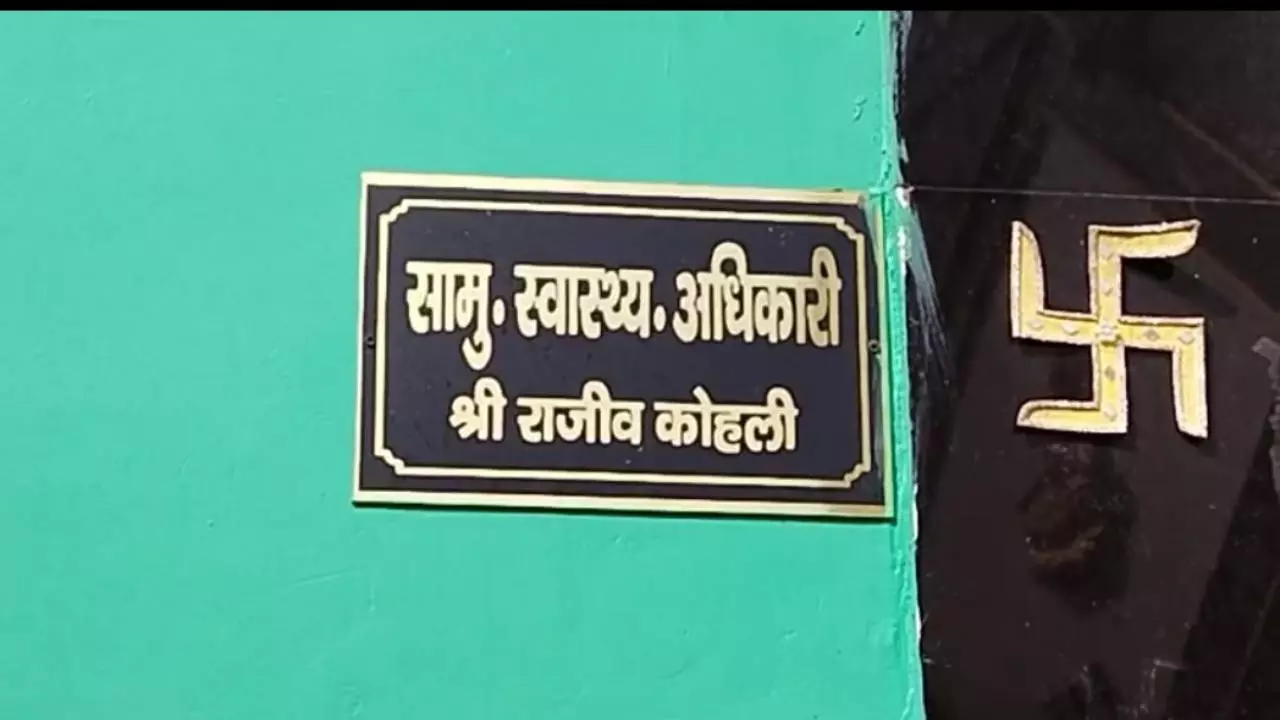 सामु. स्वास्थ्य. अधिकारी
श्री राजीव कोहली